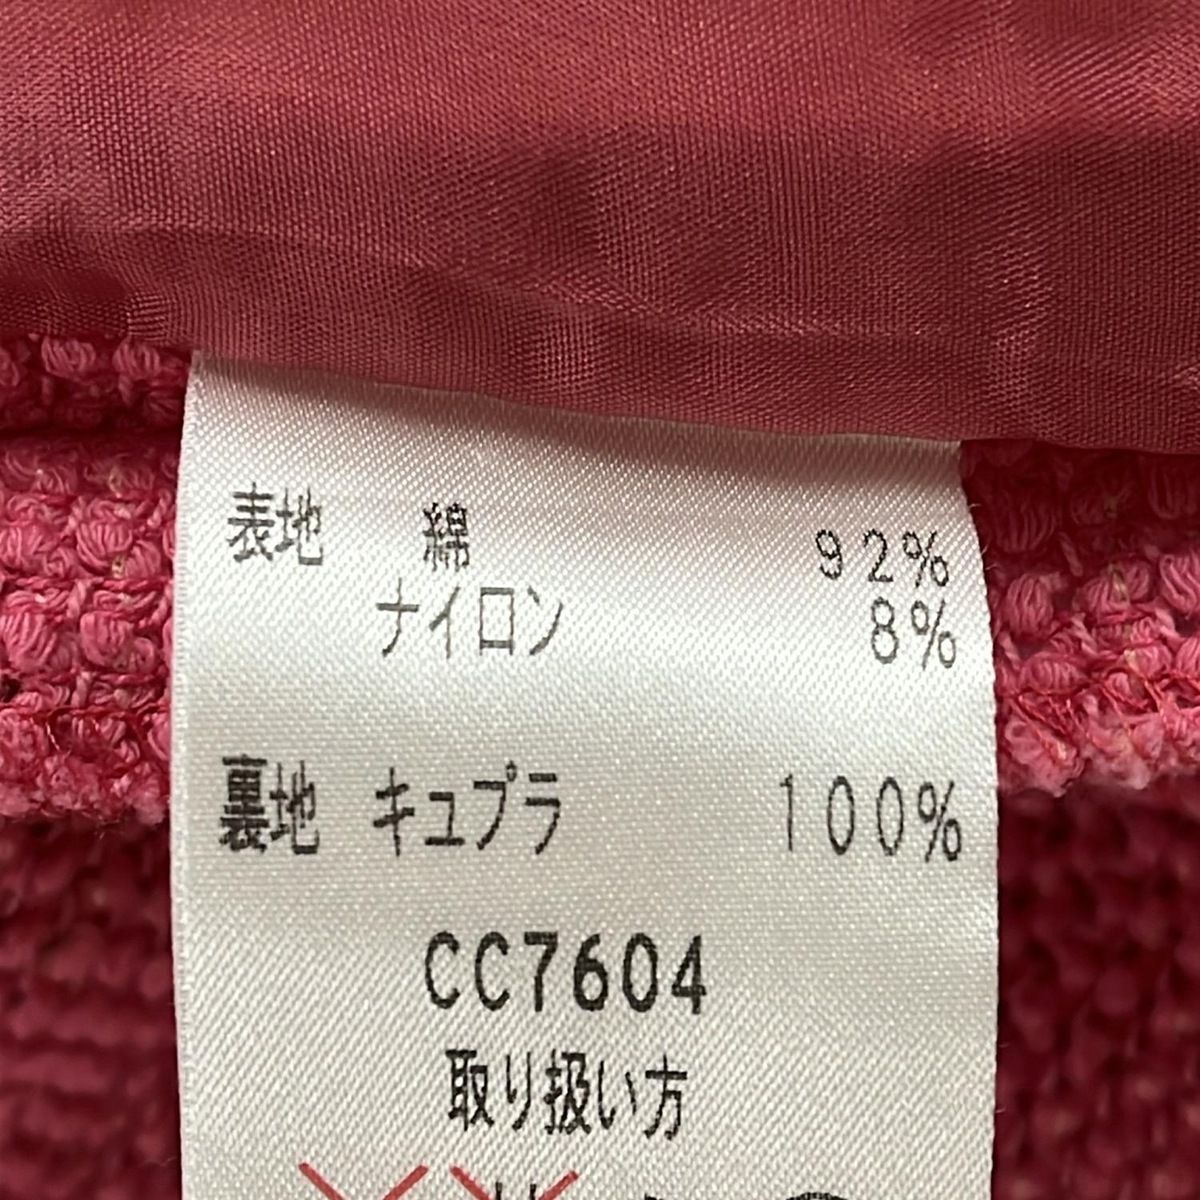 表地 綿 92%
ナイロン 8%
裏地 キュプラ 100%
CC7604
取り扱い方